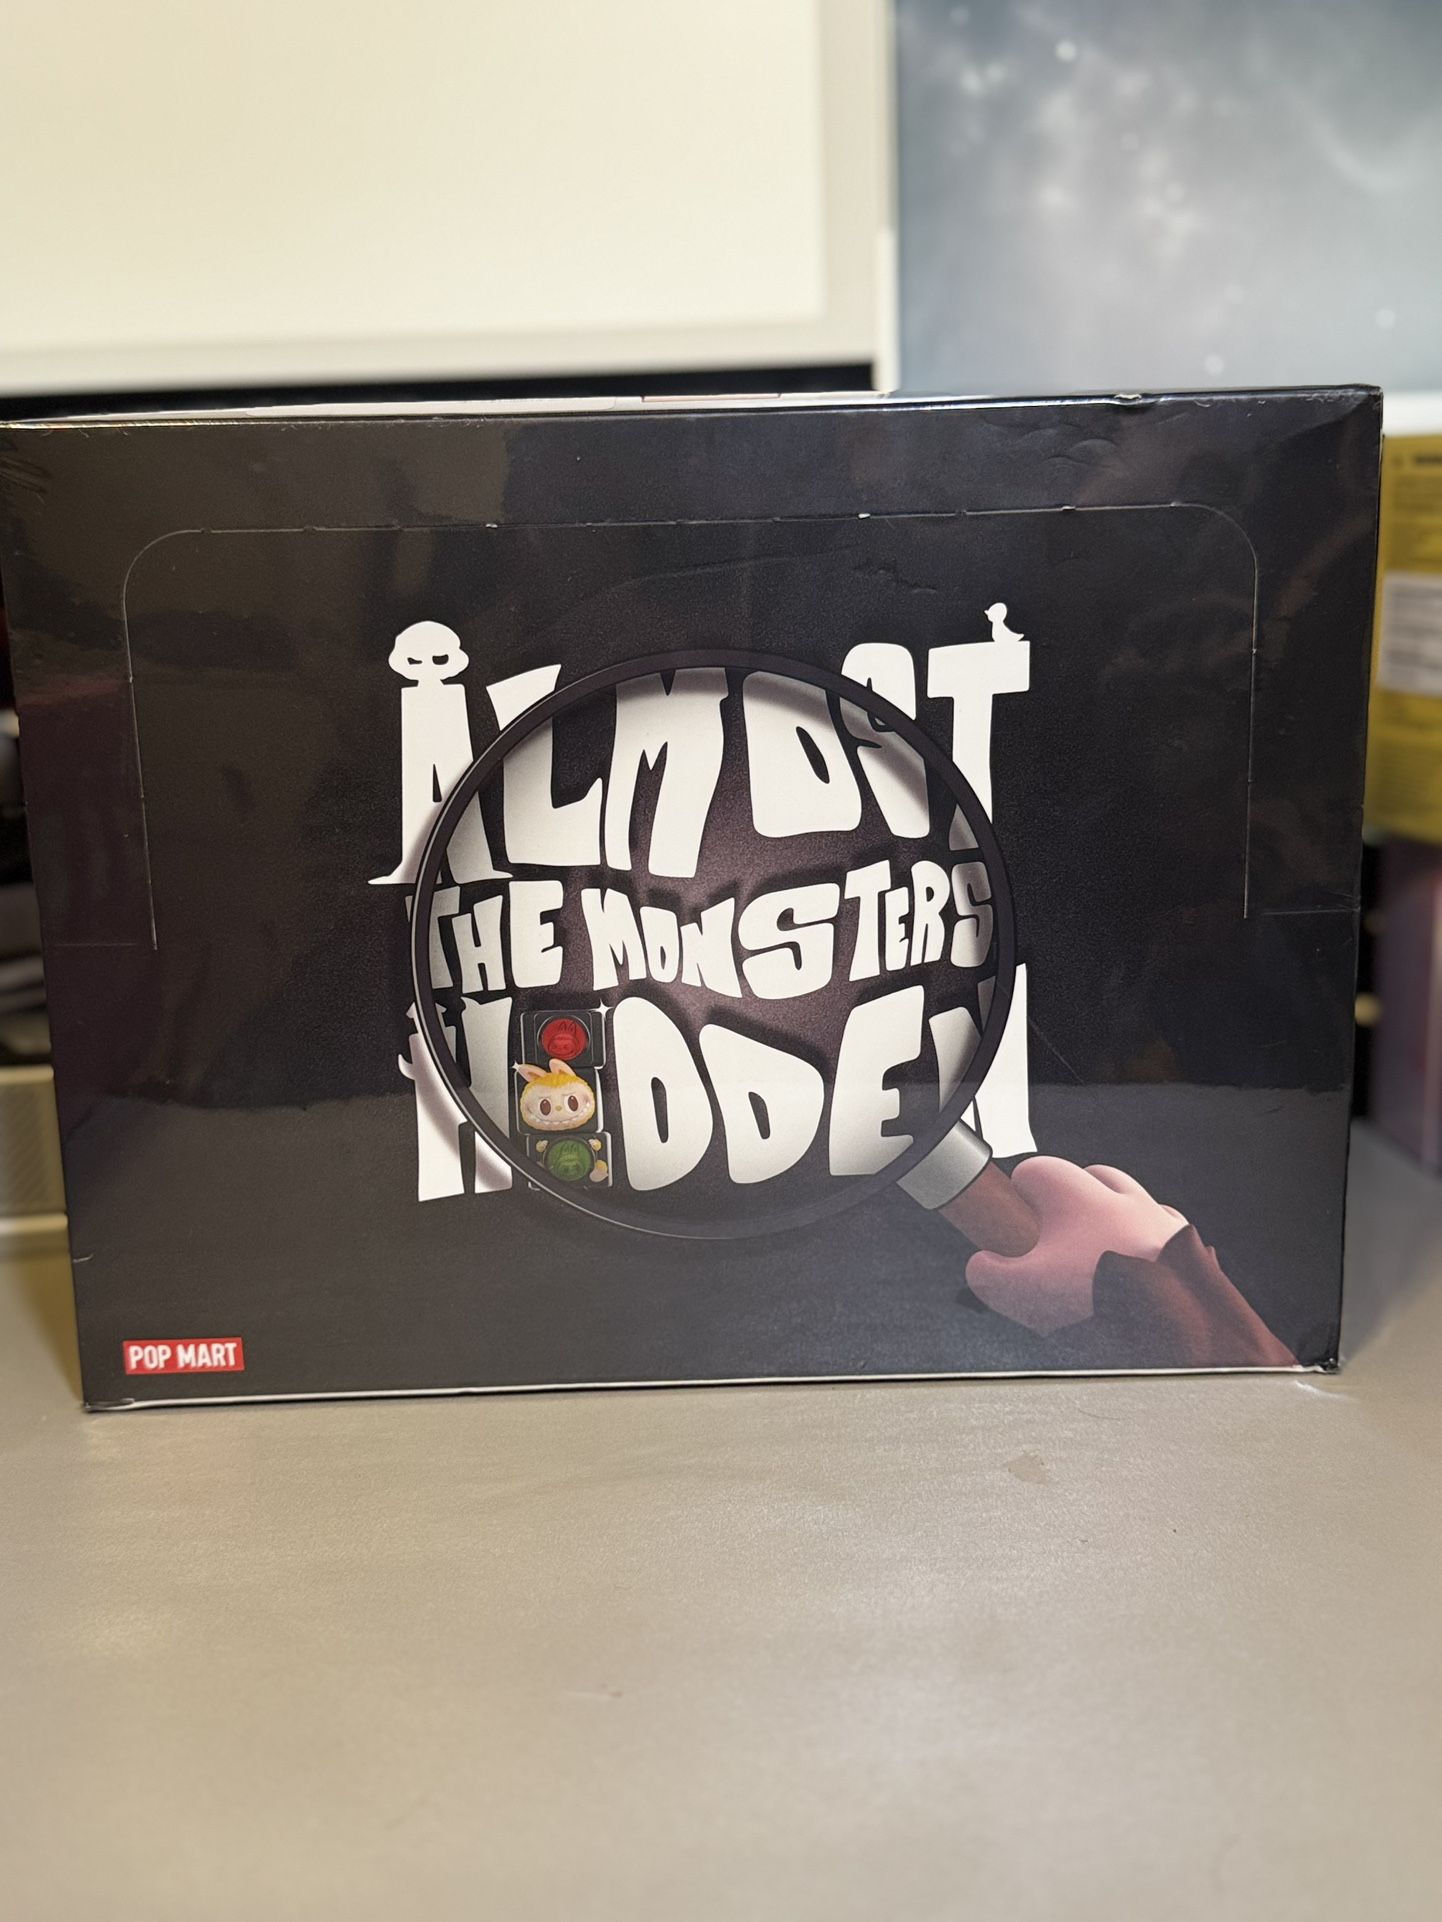 ALMOST
THE MONSTERS
HIDDEN
POP MART